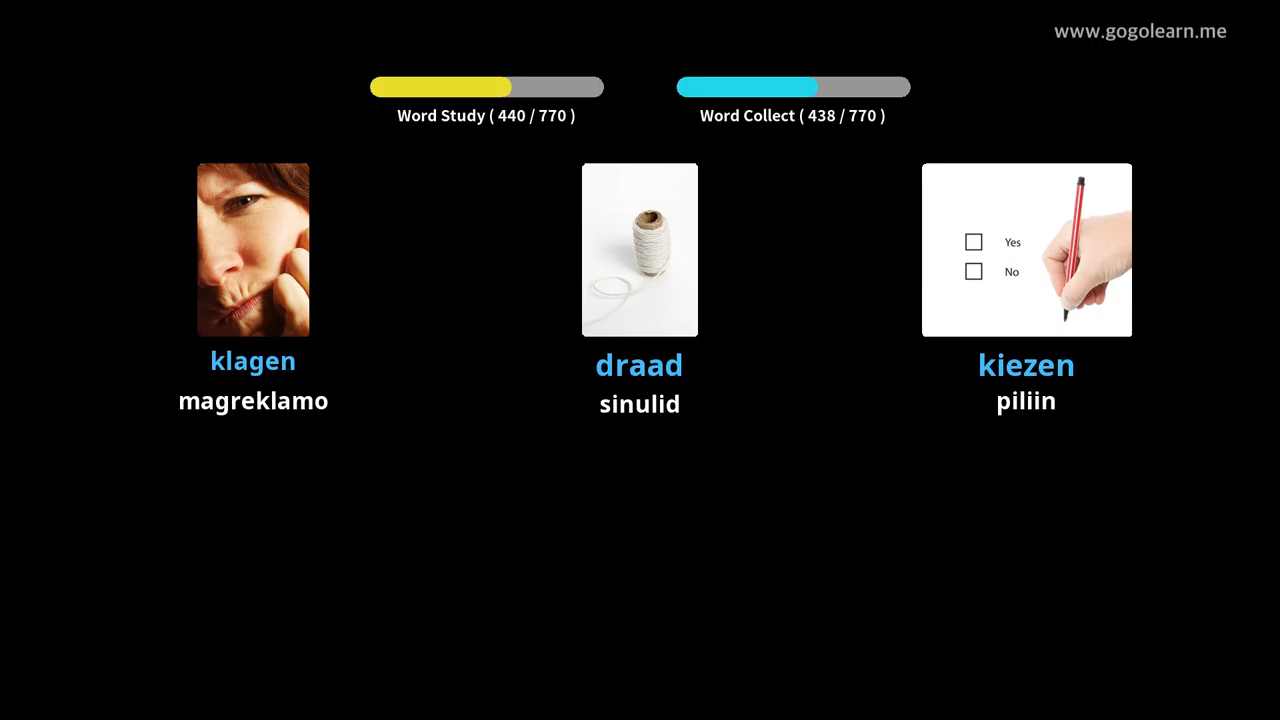 www.gogolearn.me
Word Study ( 440 / 770 )
Word Collect ( 438 / 770 )
Yes
No
klagen
magreklamo
draad
sinulid
kiezen
piliin